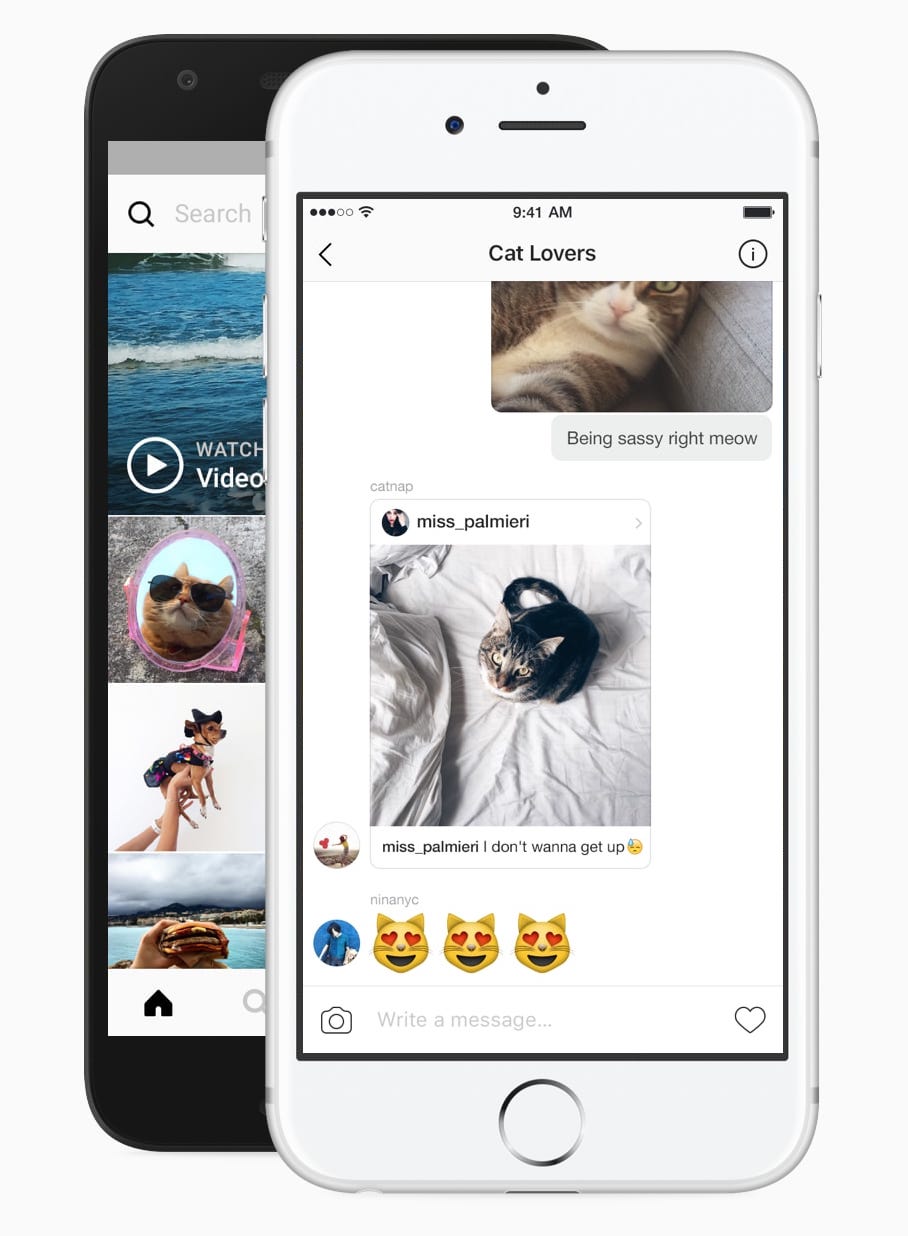 Search
WATCH
Video
9:41 AM
Cat Lovers
Being sassy right meow
catnap
miss_palmieri
miss_palmieri I don't wanna get up😓
ninanyc
😻 😻 😻
Write a message...